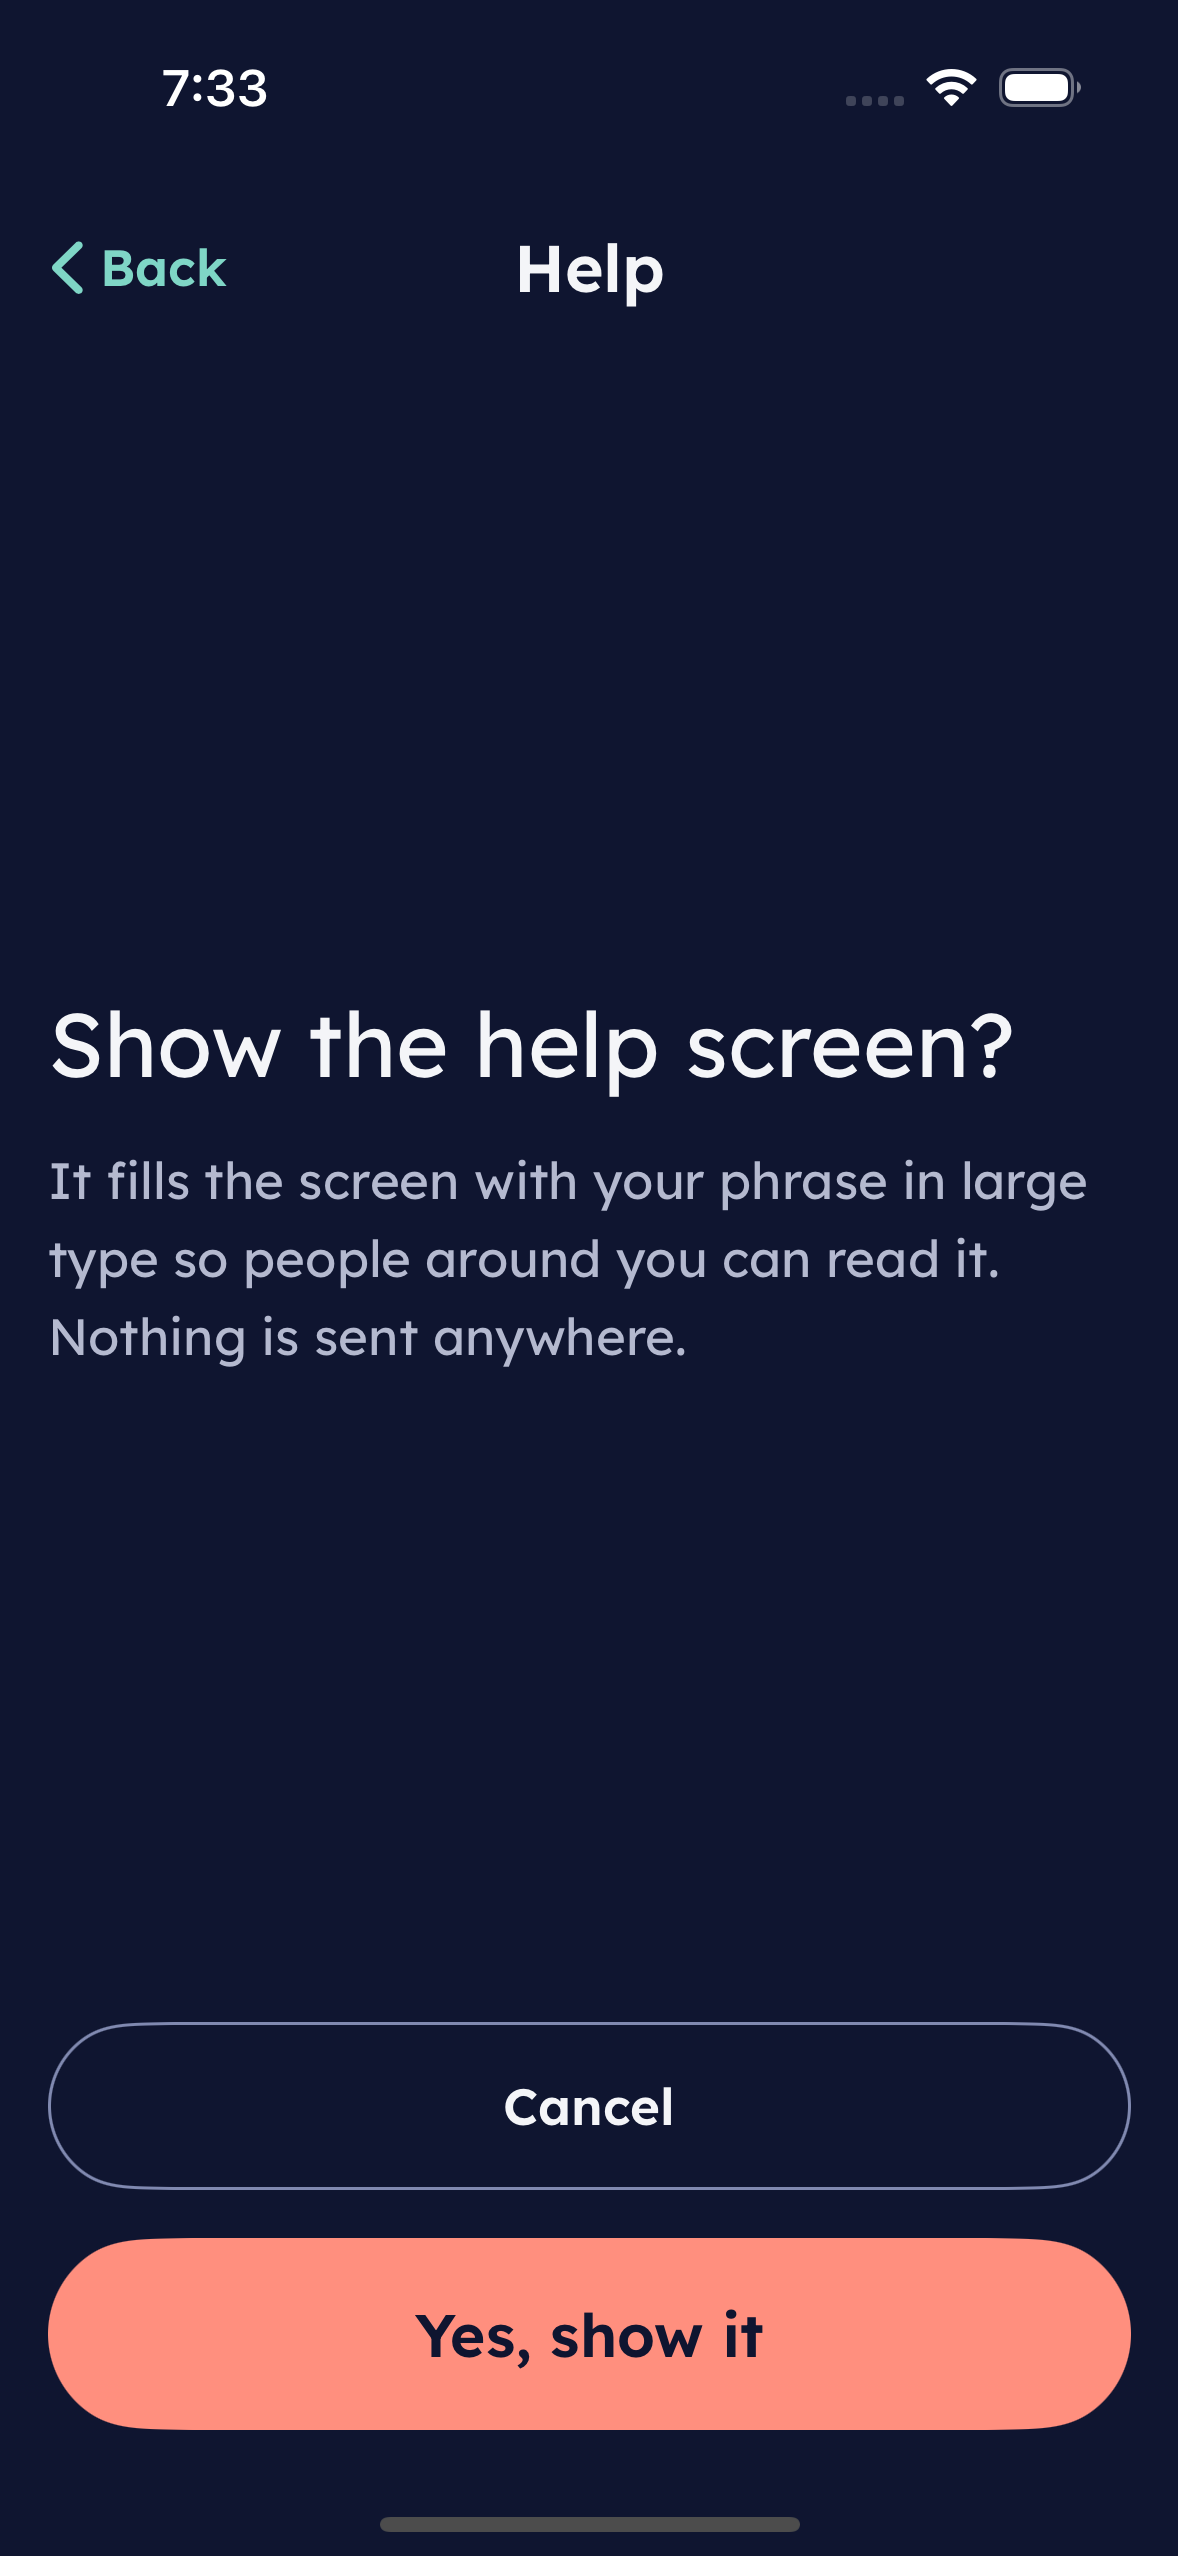 7:33
Back
Help
Show the help screen?
It fills the screen with your phrase in large
type so people around you can read it.
Nothing is sent anywhere.
Cancel
Yes, show it